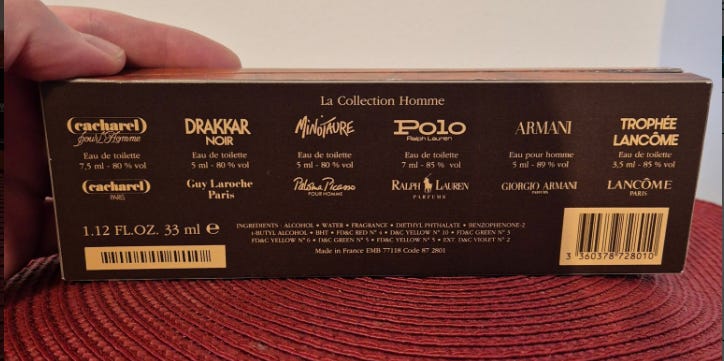 La Collection Homme
(cacharel)
pour L'Homme
Eau de toilette
7,5 ml - 80 % vol
(cacharel)
PARIS
DRAKKAR
NOIR
Eau de toilette
5 ml - 80 % vol
Guy Laroche
Paris
MINOTAURE
Eau de toilette
5 ml - 80 % vol
Paloma Picasso
POUR HOMME
Polo
Ralph Lauren
Eau de toilette
7 ml - 85 % vol
RALPH LAUREN
PARFUMS
ARMANI
Eau pour homme
5 ml - 89 % vol
GIORGIO ARMANI
PARFUMS
TROPHÉE
LANCÔME
Eau de toilette
3,5 ml - 85 % vol
LANCÔME
PARIS
1.12 FL.OZ. 33 ml e
INGREDIENTS : ALCOHOL • WATER • FRAGRANCE • DIETHYL PHTHALATE • BENZOPHENONE-2
t-BUTYL ALCOHOL • BHT • FD&C RED N° 4 • D&C YELLOW N° 10 • FD&C GREEN N° 3
FD&C YELLOW N° 6 • D&C GREEN N° 5 • FD&C YELLOW N° 5 • EXT. D&C VIOLET N° 2
Made in France EMB 77118 Code 87 2801
3 360378 728010